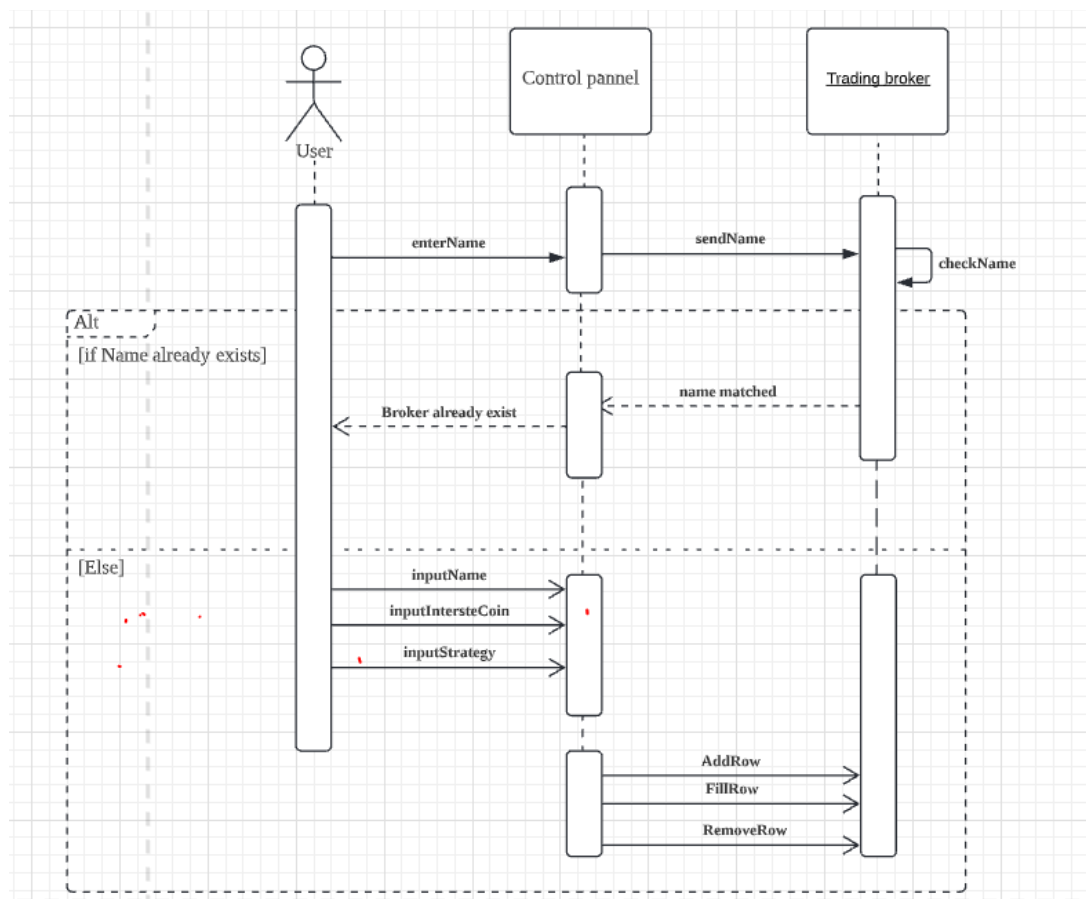 Control pannel
Trading broker
User
enterName
sendName
checkName
Alt
[if Name already exists]
name matched
Broker already exist
[Else]
inputName
inputIntersteCoin
inputStrategy
AddRow
FillRow
RemoveRow